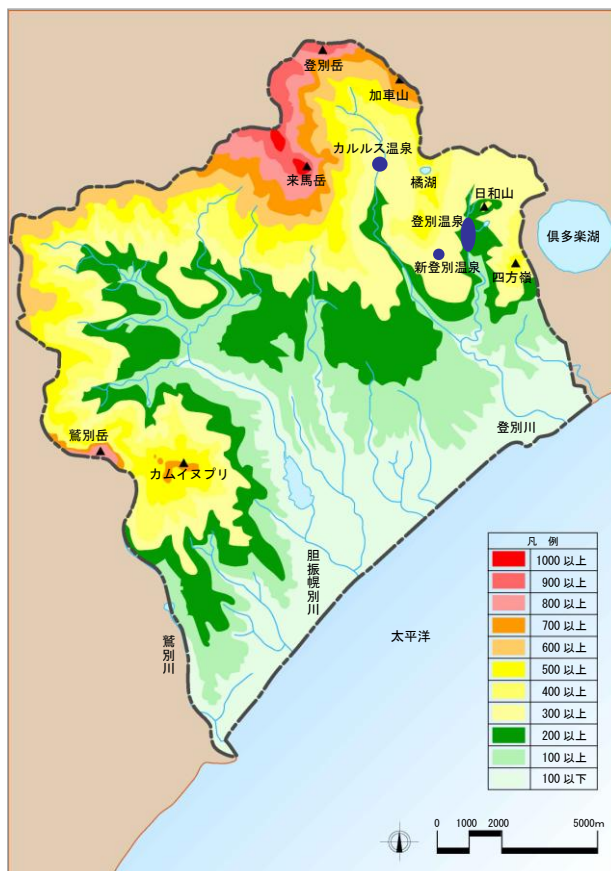 登別岳
加車山
カルルス温泉
来馬岳
橘湖
日和山
登別温泉
倶多楽湖
新登別温泉
四方嶺
鷲別岳
カムイヌプリ
登別川
胆振幌別川
鷲別川
太平洋
凡 例
1000 以上
900 以上
800 以上
700 以上
600 以上
500 以上
400 以上
300 以上
200 以上
100 以上
100 以下
0 1000 2000 5000m